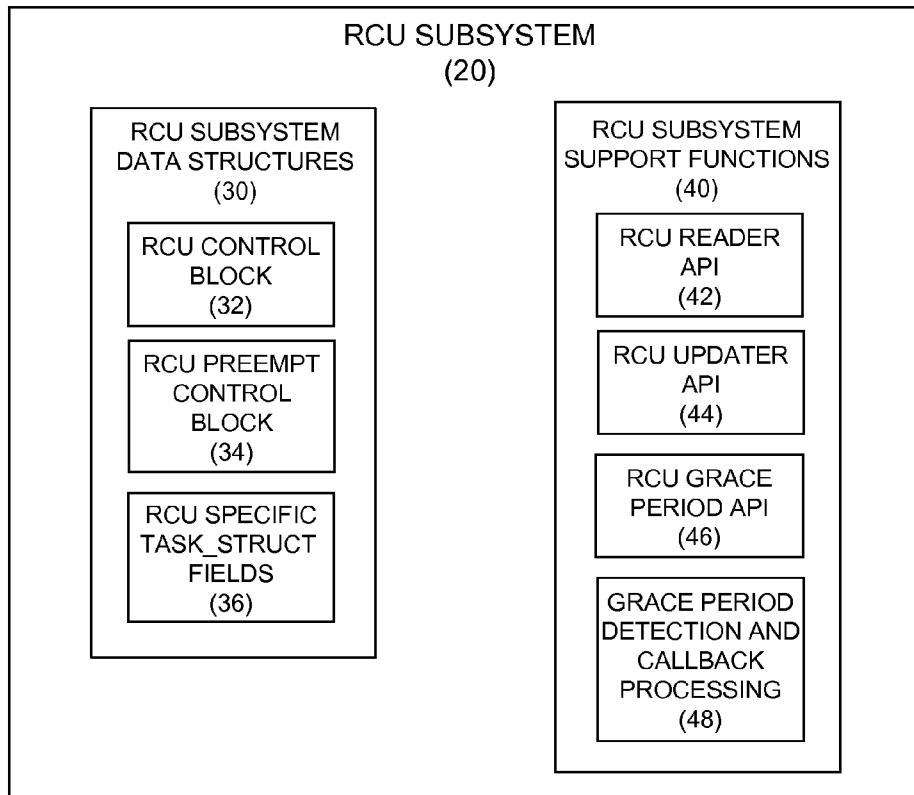 RCU SUBSYSTEM
(20)
RCU SUBSYSTEM
DATA STRUCTURES
(30)
RCU CONTROL
BLOCK
(32)
RCU PREEMPT
CONTROL
BLOCK
(34)
RCU SPECIFIC
TASK_STRUCT
FIELDS
(36)
RCU SUBSYSTEM
SUPPORT FUNCTIONS
(40)
RCU READER
API
(42)
RCU UPDATER
API
(44)
RCU GRACE
PERIOD API
(46)
GRACE PERIOD
DETECTION AND
CALLBACK
PROCESSING
(48)